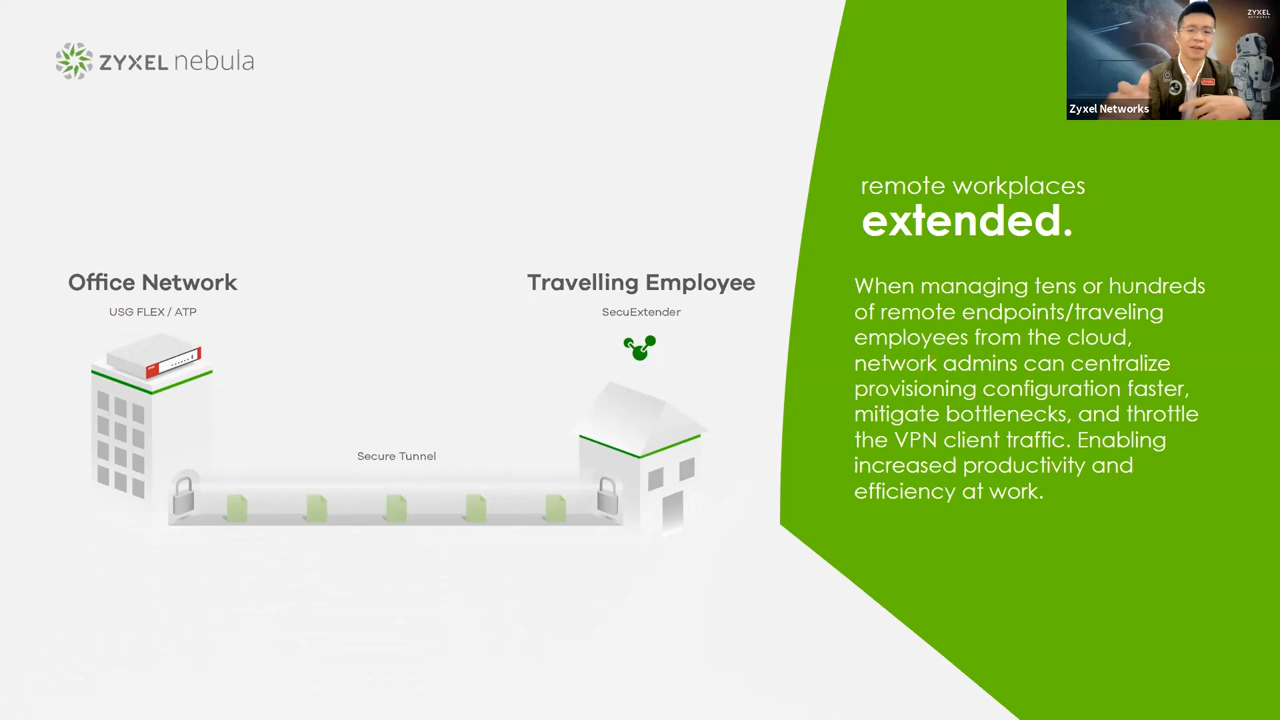 ZYXEL nebula
ZYXEL
NETWORKS
Zyxel Networks
remote workplaces
extended.
Office Network
USG FLEX / ATP
Travelling Employee
SecuExtender
Secure Tunnel
When managing tens or hundreds
of remote endpoints/traveling
employees from the cloud,
network admins can centralize
provisioning configuration faster,
mitigate bottlenecks, and throttle
the VPN client traffic. Enabling
increased productivity and
efficiency at work.